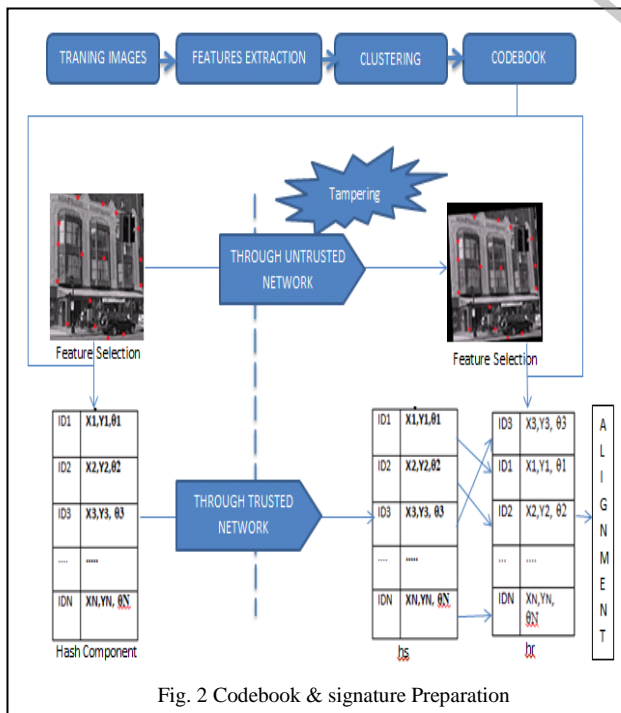 TRANING IMAGES
FEATURES EXTRACTION
CLUSTERING
CODEBOOK
Tampering
THROUGH UNTRUSTED
NETWORK
Feature Selection
Feature Selection
ID1 X1,Y1,θ1
ID2 X2,Y2,θ2
ID3 X3,Y3, θ3
.... .....
IDN XN,YN, θN
Hash Component
THROUGH TRUSTED
NETWORK
ID1 X1,Y1,θ1
ID2 X2,Y2,θ2
ID3 X3,Y3, θ3
.... .....
IDN XN,YN, θN
hs
ID3 X3,Y3, θ3
ID1 X1,Y1, θ1
ID2 X2,Y2, θ2
... ....
IDN XN,YN,
θN
hr
A
L
I
G
N
M
E
N
T
Fig. 2 Codebook & signature Preparation